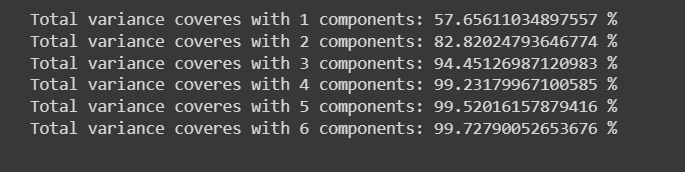 Total variance coveres with 1 components: 57.65611034897557 %
Total variance coveres with 2 components: 82.82024793646774 %
Total variance coveres with 3 components: 94.45126987120983 %
Total variance coveres with 4 components: 99.23179967100585 %
Total variance coveres with 5 components: 99.52016157879416 %
Total variance coveres with 6 components: 99.72790052653676 %